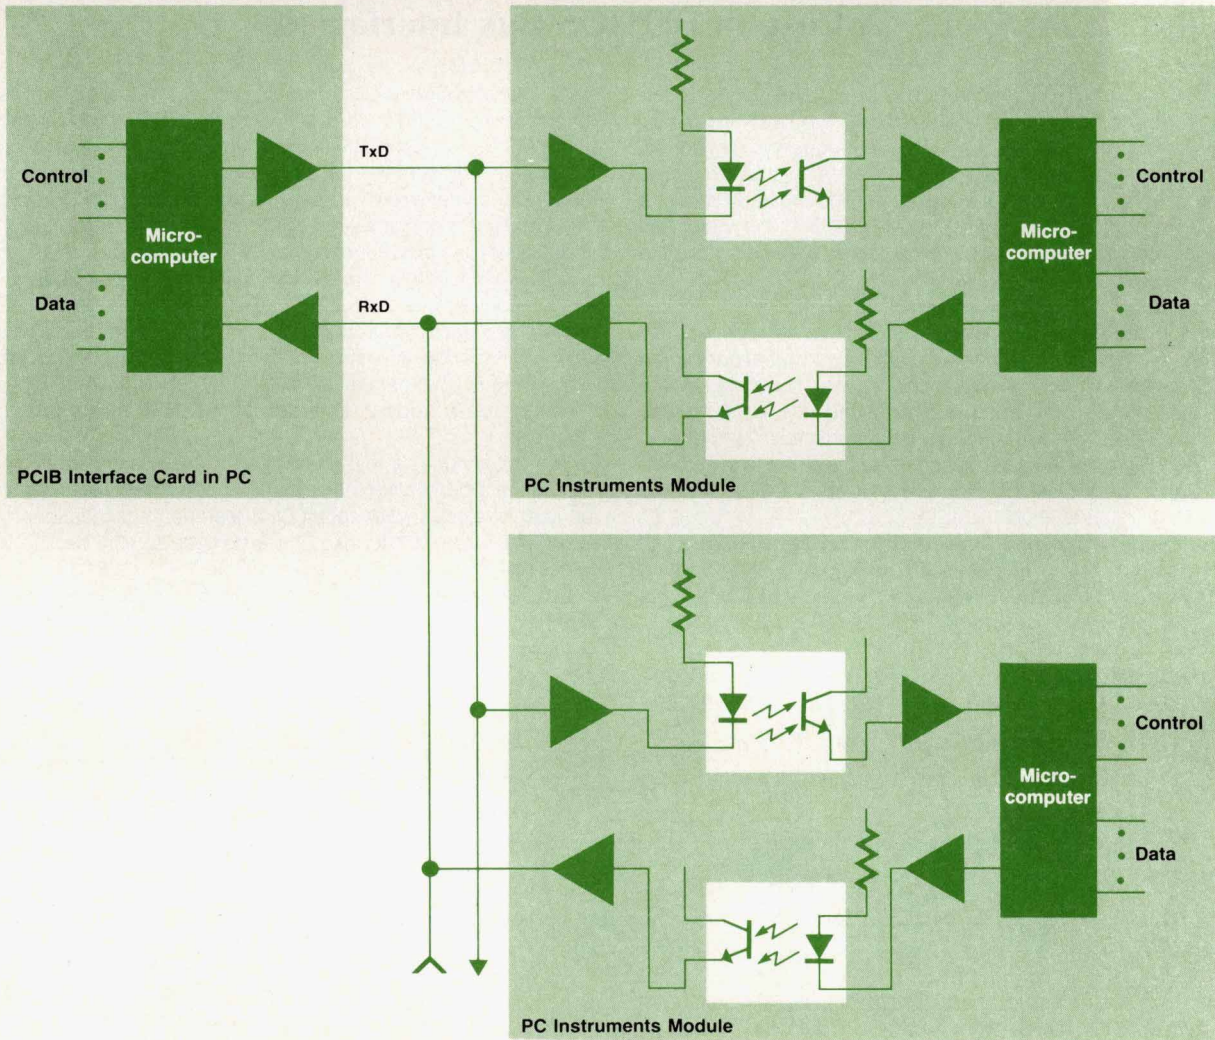 TxD
Control
Control
Micro-
computer
Micro-
computer
Data
RxD
Data
PCIB Interface Card in PC
PC Instruments Module
Control
Micro-
computer
Data
PC Instruments Module